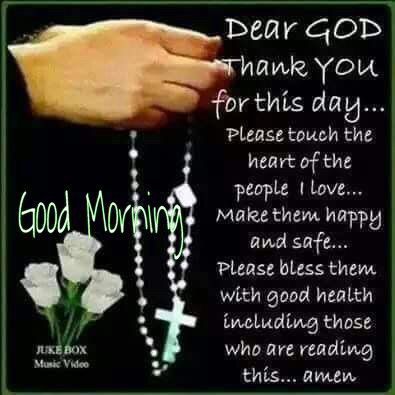 Dear GOD
Thank YOU
for this day...
Please touch the
heart of the
people I love...
Make them happy
and safe...
Please bless them
with good health
including those
who are reading
this... amen
Good Morning
JUKE BOX
Music Video